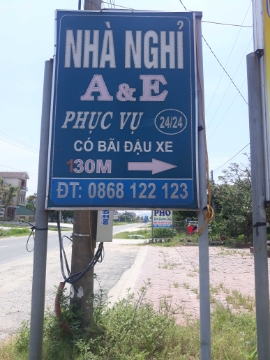 NHÀ NGHỈ
A & E
PHỤC VỤ 24/24
CÓ BÃI ĐẬU XE
130M
ĐT: 0868 122 123
PHỞ